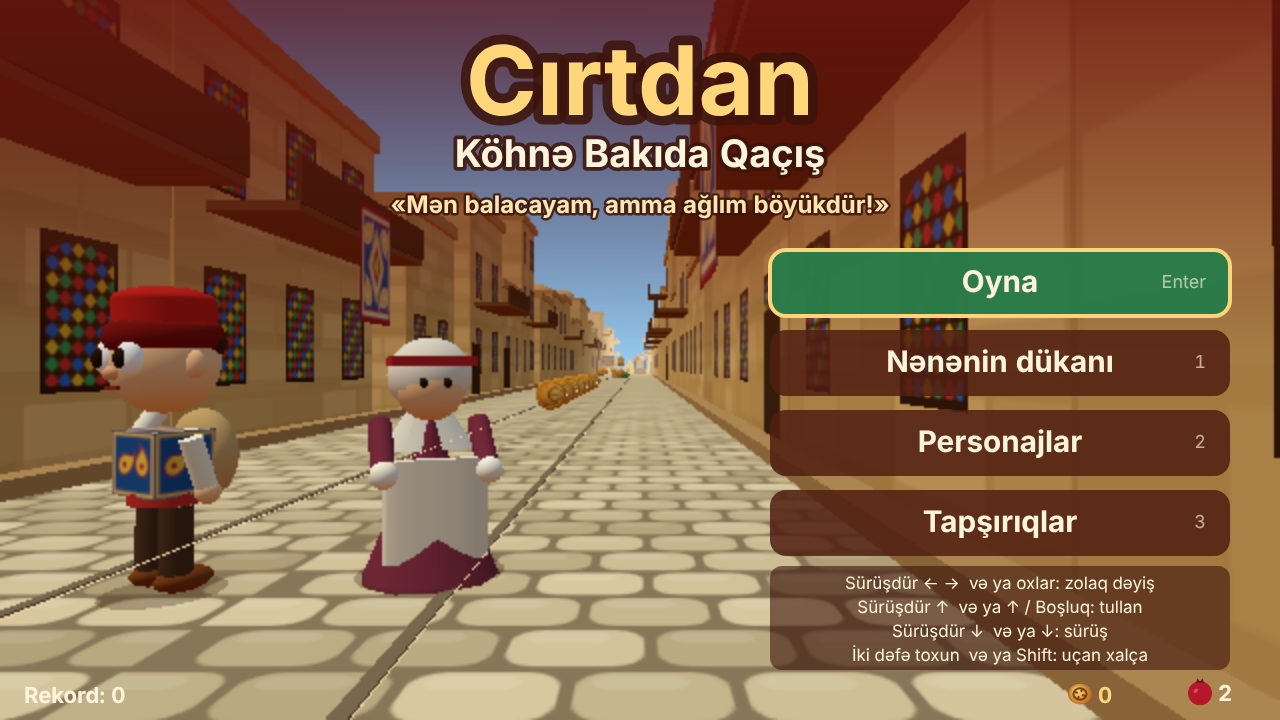 Cırtdan
Köhnə Bakıda Qaçış
«Mən balacayam, amma ağlım böyükdür!»
Oyna Enter
Nənənin dükanı 1
Personajlar 2
Tapşırıqlar 3
Sürüşdür ← → və ya oxlar: zolaq dəyiş
Sürüşdür ↑ və ya ↑ / Boşluq: tullan
Sürüşdür ↓ və ya ↓: sürüş
İki dəfə toxun və ya Shift: uçan xalça
Rekord: 0
0
2